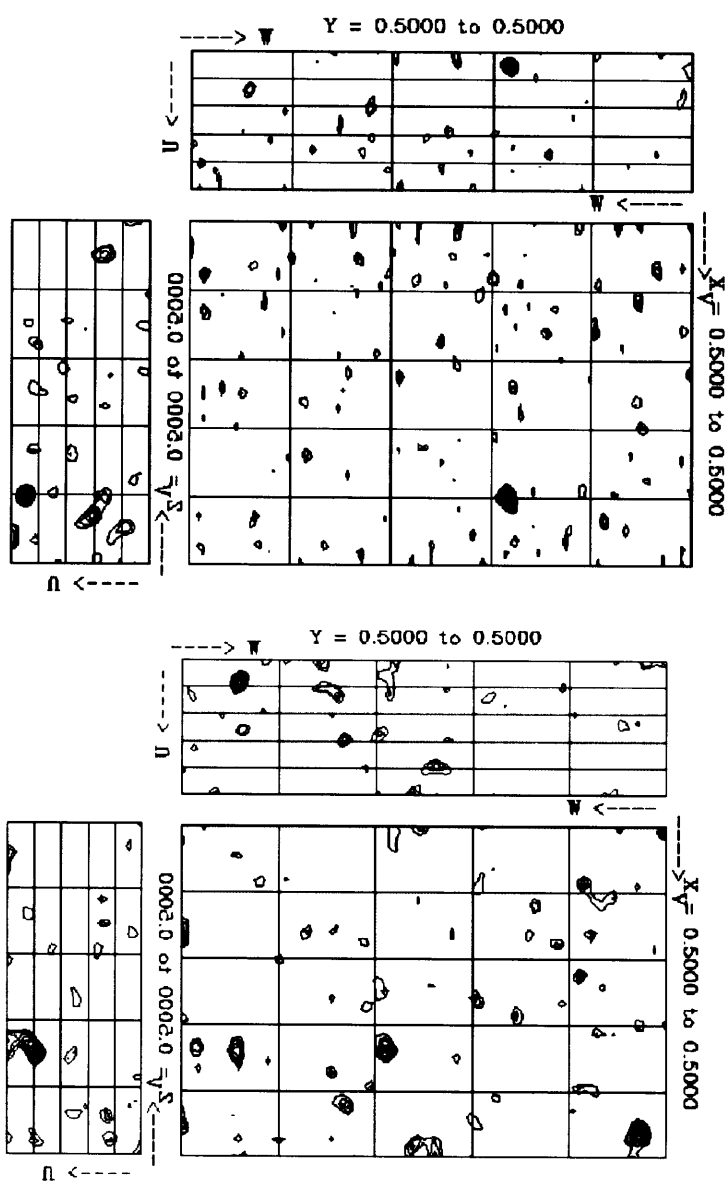 Y = 0.5000 to 0.5000
-----> W
U <-----
W <-----
-----> V
X = 0.5000 to 0.5000
Z = 0.5000 to 0.5000
-----> V
U <-----
Y = 0.5000 to 0.5000
-----> W
U <-----
W <-----
-----> V
X = 0.5000 to 0.5000
Z = 0.5000 to 0.5000
-----> V
U <-----